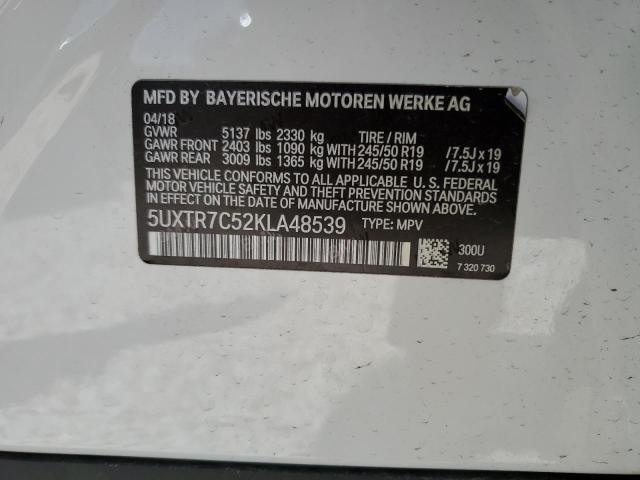 MFD BY BAYERISCHE MOTOREN WERKE AG
04/18
GVWR 5137 lbs 2330 kg TIRE / RIM
GAWR FRONT 2403 lbs 1090 kg WITH 245/50 R19 /7.5J x 19
GAWR REAR 3009 lbs 1365 kg WITH 245/50 R19 /7.5J x 19
THIS VEHICLE CONFORMS TO ALL APPLICABLE U. S. FEDERAL
MOTOR VEHICLE SAFETY AND THEFT PREVENTION STANDARDS
IN EFFECT ON THE DATE OF MANUFACTURE SHOWN ABOVE.
5UXTR7C52KLA48539 TYPE: MPV
300U
7 320 730